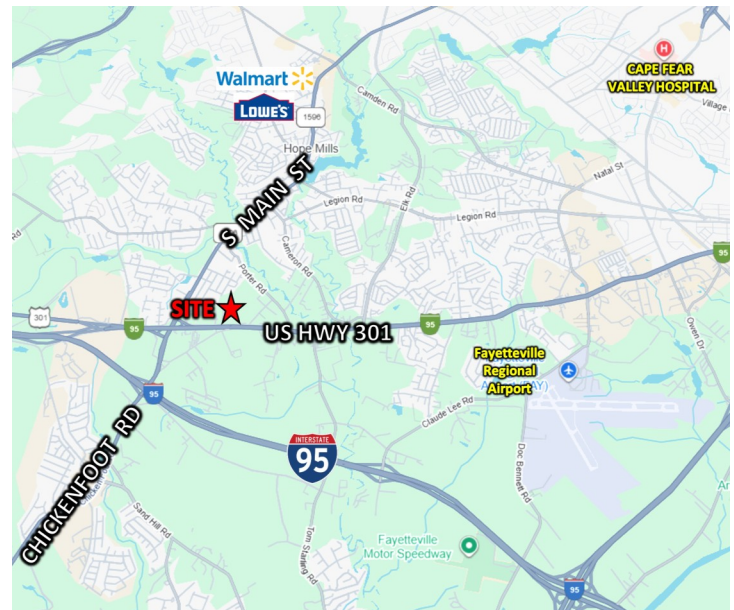 CAPE FEAR
VALLEY HOSPITAL
H
Walmart
LOWE'S
Camden Rd
Village
1596
Hope Mills
Natal St
S MAIN ST
Legion Rd
Elk Rd
Legion Rd
Cameron Rd
Rd
Porter Rd
95
SITE
301
95
US HWY 301
95
Owen Dr
Fayetteville
Regional
Airport
AY)
95
Claude Lee Rd
CHICKENFOOT RD
INTERSTATE
95
Doc Bennett Rd
Sand Hill Rd
Tom Starling Rd
Fayetteville
Motor Speedway
95